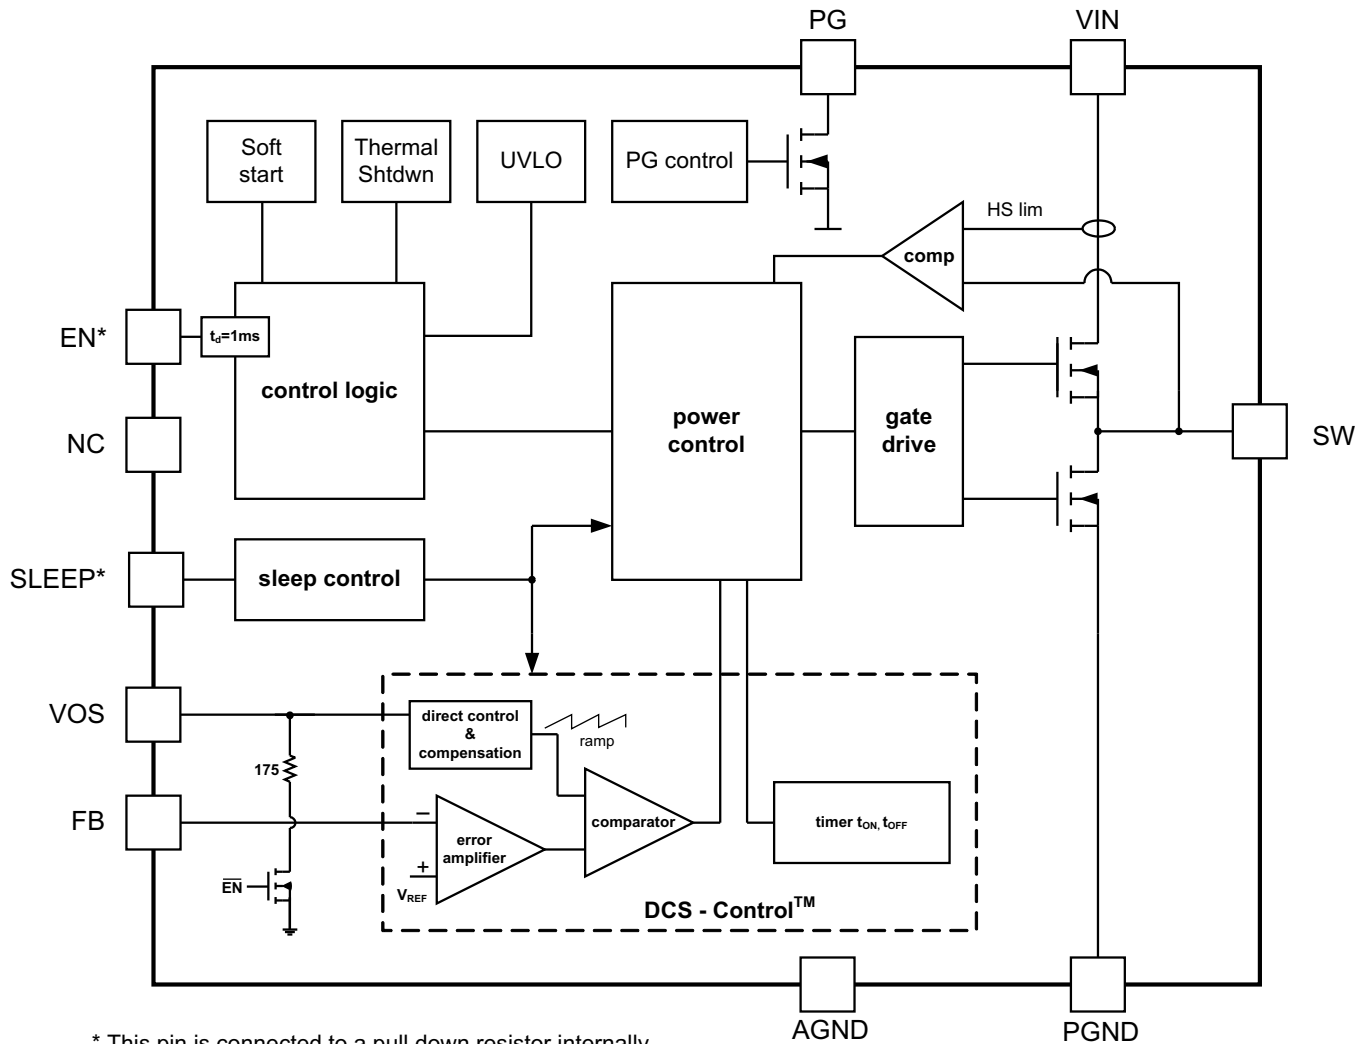 PG
VIN
Soft
start
Thermal
Shtdwn
UVLO
PG control
HS lim
comp
EN*
td=1ms
control logic
power
control
gate
drive
NC
SW
SLEEP*
sleep control
VOS
direct control
&
compensation
ramp
175
FB
−
error
amplifier
+
VREF
comparator
timer tON, tOFF
EN
DCS - Control™
AGND
PGND
* This pin is connected to a pull down resistor internally